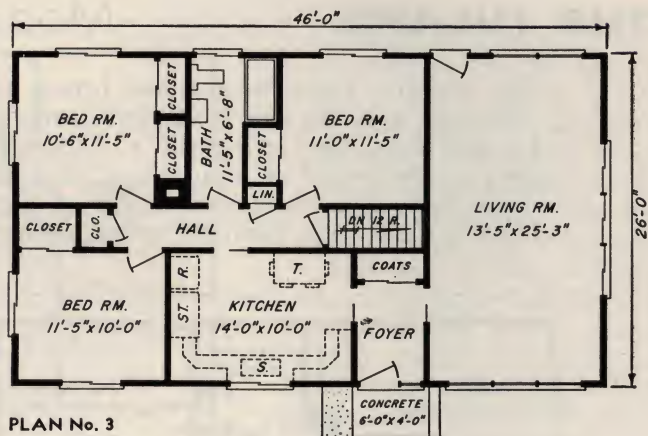 46'-0"
CLOSET
BED RM.
10'-6"x11'-5"
CLOSET
BATH
11'-5"x6'-8"
CLOSET
LIN.
BED RM.
11'-0"x11'-5"
LIVING RM.
13'-5"x25'-3"
26'-0"
CLOSET
CLO.
HALL
DN 12 R.
BED RM.
11'-5"x10'-0"
R.
ST.
T.
KITCHEN
14'-0"x10'-0"
S.
COATS
FOYER
CONCRETE
6'-0"x4'-0"
PLAN No. 3